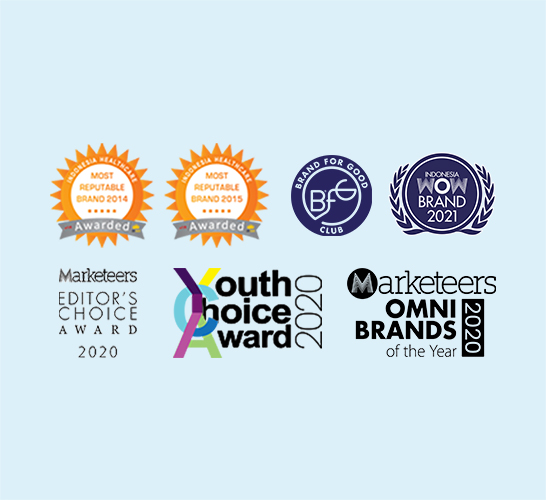 INDONESIA HEALTHCARE
MOST
REPUTABLE
BRAND 2014
Awarded
INDONESIA HEALTHCARE
MOST
REPUTABLE
BRAND 2015
Awarded
BRAND FOR GOOD
BFG
CLUB
INDONESIA
WOW
BRAND
2021
Marketeers
EDITOR'S
CHOICE
AWARD
2020
Youth
Choice
Award
2020
Marketeers
OMNI
BRANDS
of the Year
2020